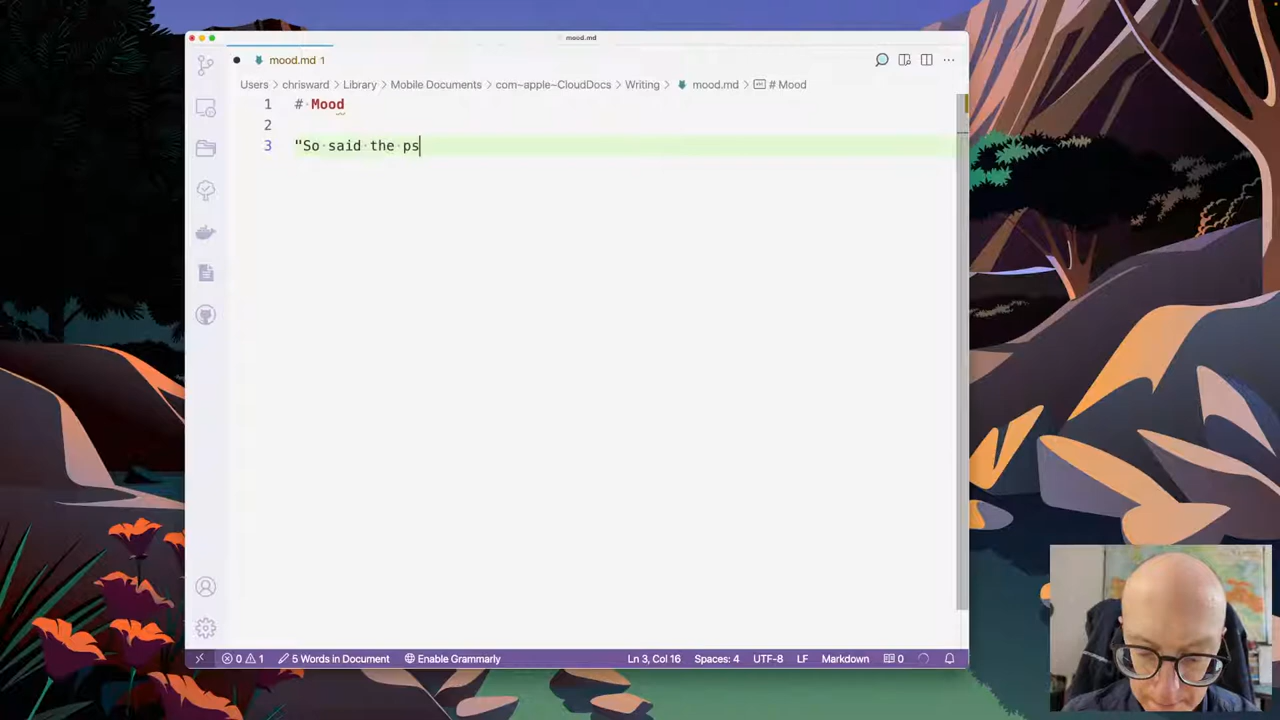 mood.md
mood.md 1
Users > chrisward > Library > Mobile Documents > com~apple~CloudDocs > Writing > mood.md > # Mood
1 # Mood
2
3 "So said the ps
0 1 5 Words in Document Enable Grammarly Ln 3, Col 16 Spaces: 4 UTF-8 LF Markdown 0